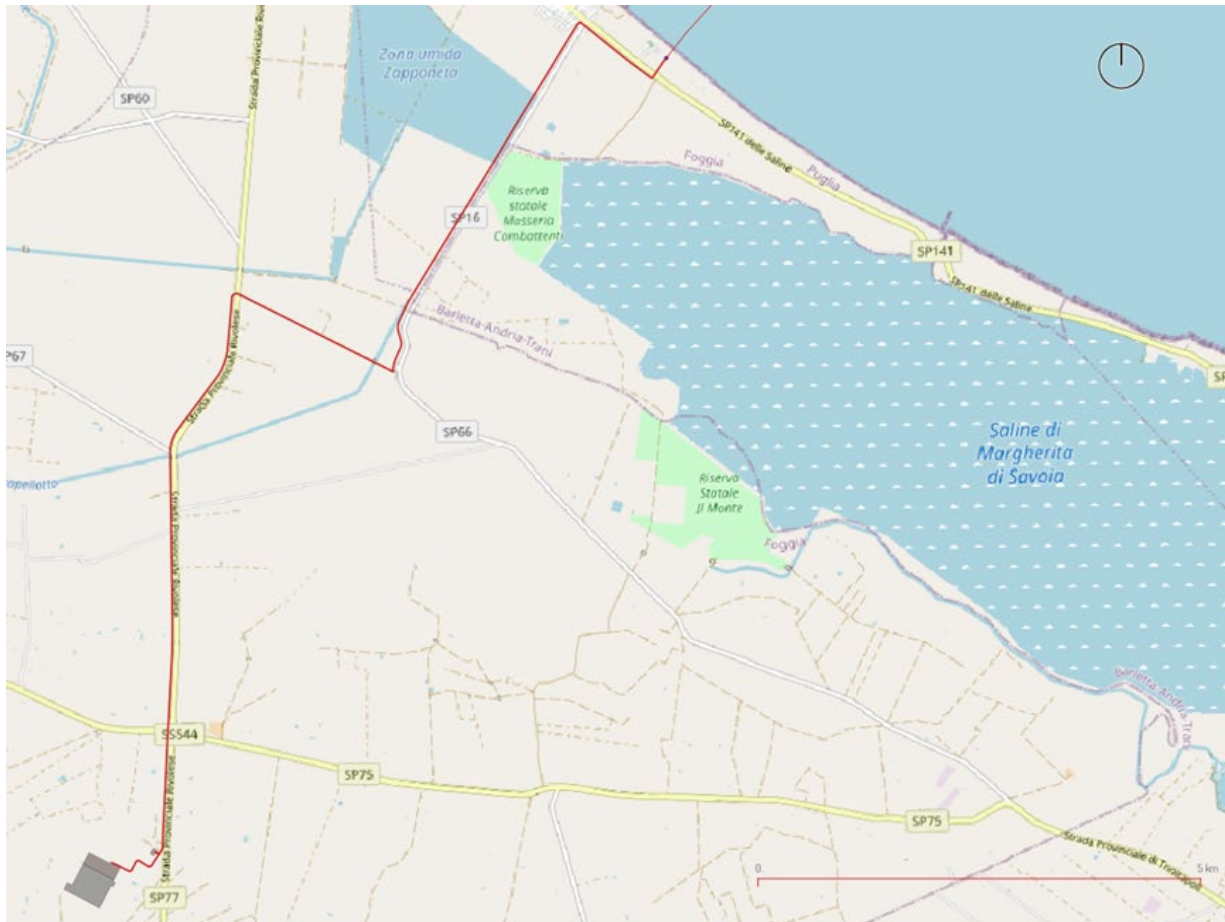 Strada Provinciale Rivolese
Zona umida
Zapponeta
SP60
SP141 delle Saline
Foggia
Puglia
Riserva
statale
Masseria
Combattenti
SP16
SP141
SP141 delle Saline
Barletta-Andria-Trani
SP67
Strada Provinciale Rivolese
SP
SP66
Saline di
Margherita
di Savoia
Riserva
Statale
Il Monte
apellotto
Strada Provinciale Rivolese
Foggia
Barletta-Andria-Trani
SS544
SP75
Strada Provinciale Rivolese
SP75
Strada Provinciale di Trinitapoli
0
5 km
SP77